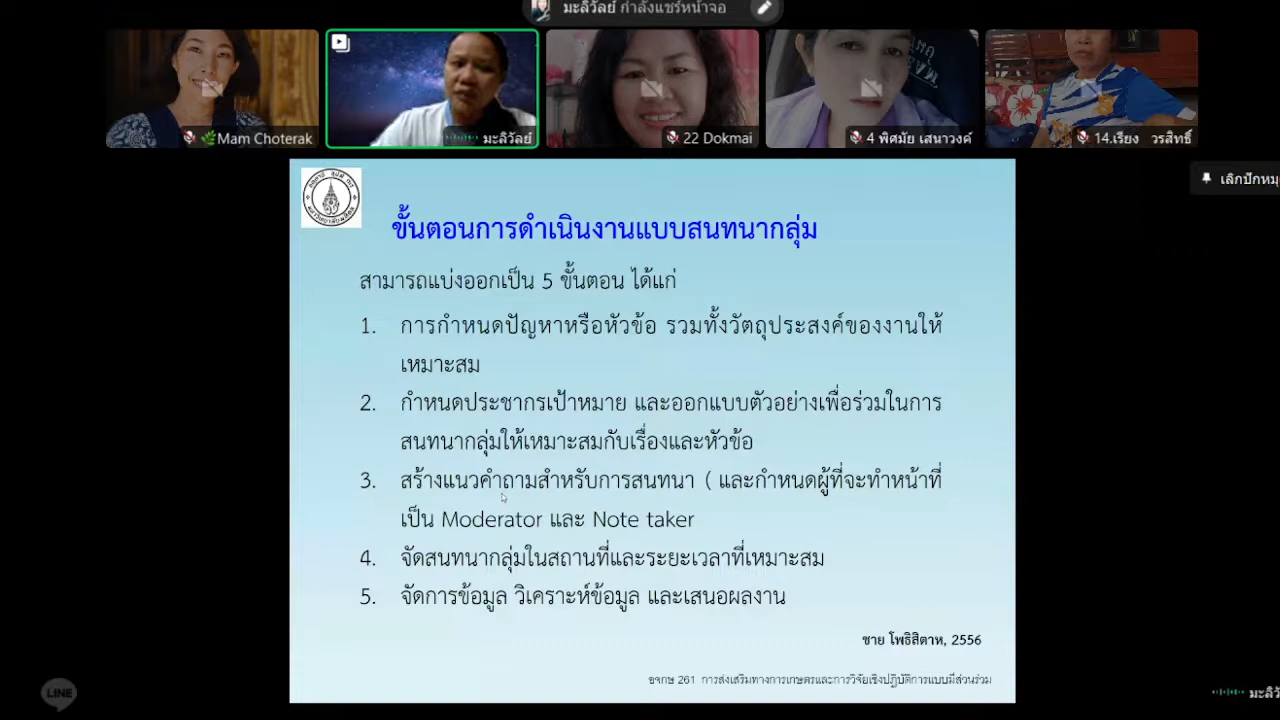 มะลิวัลย์ กำลังแชร์หน้าจอ
Mam Choterak
มะลิวัลย์
22 Dokmai
4 พิศมัย เสนาวงค์
14.เรียง วรสิทธิ์
เลิกปักหมุ
ขั้นตอนการดำเนินงานแบบสนทนากลุ่ม
สามารถแบ่งออกเป็น 5 ขั้นตอน ได้แก่
1. การกำหนดปัญหาหรือหัวข้อ รวมทั้งวัตถุประสงค์ของงานให้
เหมาะสม
2. กำหนดประชากรเป้าหมาย และออกแบบตัวอย่างเพื่อร่วมในการ
สนทนากลุ่มให้เหมาะสมกับเรื่องและหัวข้อ
3. สร้างแนวคำถามสำหรับการสนทนา ( และกำหนดผู้ที่จะทำหน้าที่
เป็น Moderator และ Note taker
4. จัดสนทนากลุ่มในสถานที่และระยะเวลาที่เหมาะสม
5. จัดการข้อมูล วิเคราะห์ข้อมูล และเสนอผลงาน
ชาย โพธิสิตาห, 2556
อจกษ 261 การส่งเสริมทางการเกษตรและการวิจัยเชิงปฏิบัติการแบบมีส่วนร่วม
LINE
มะลิวั